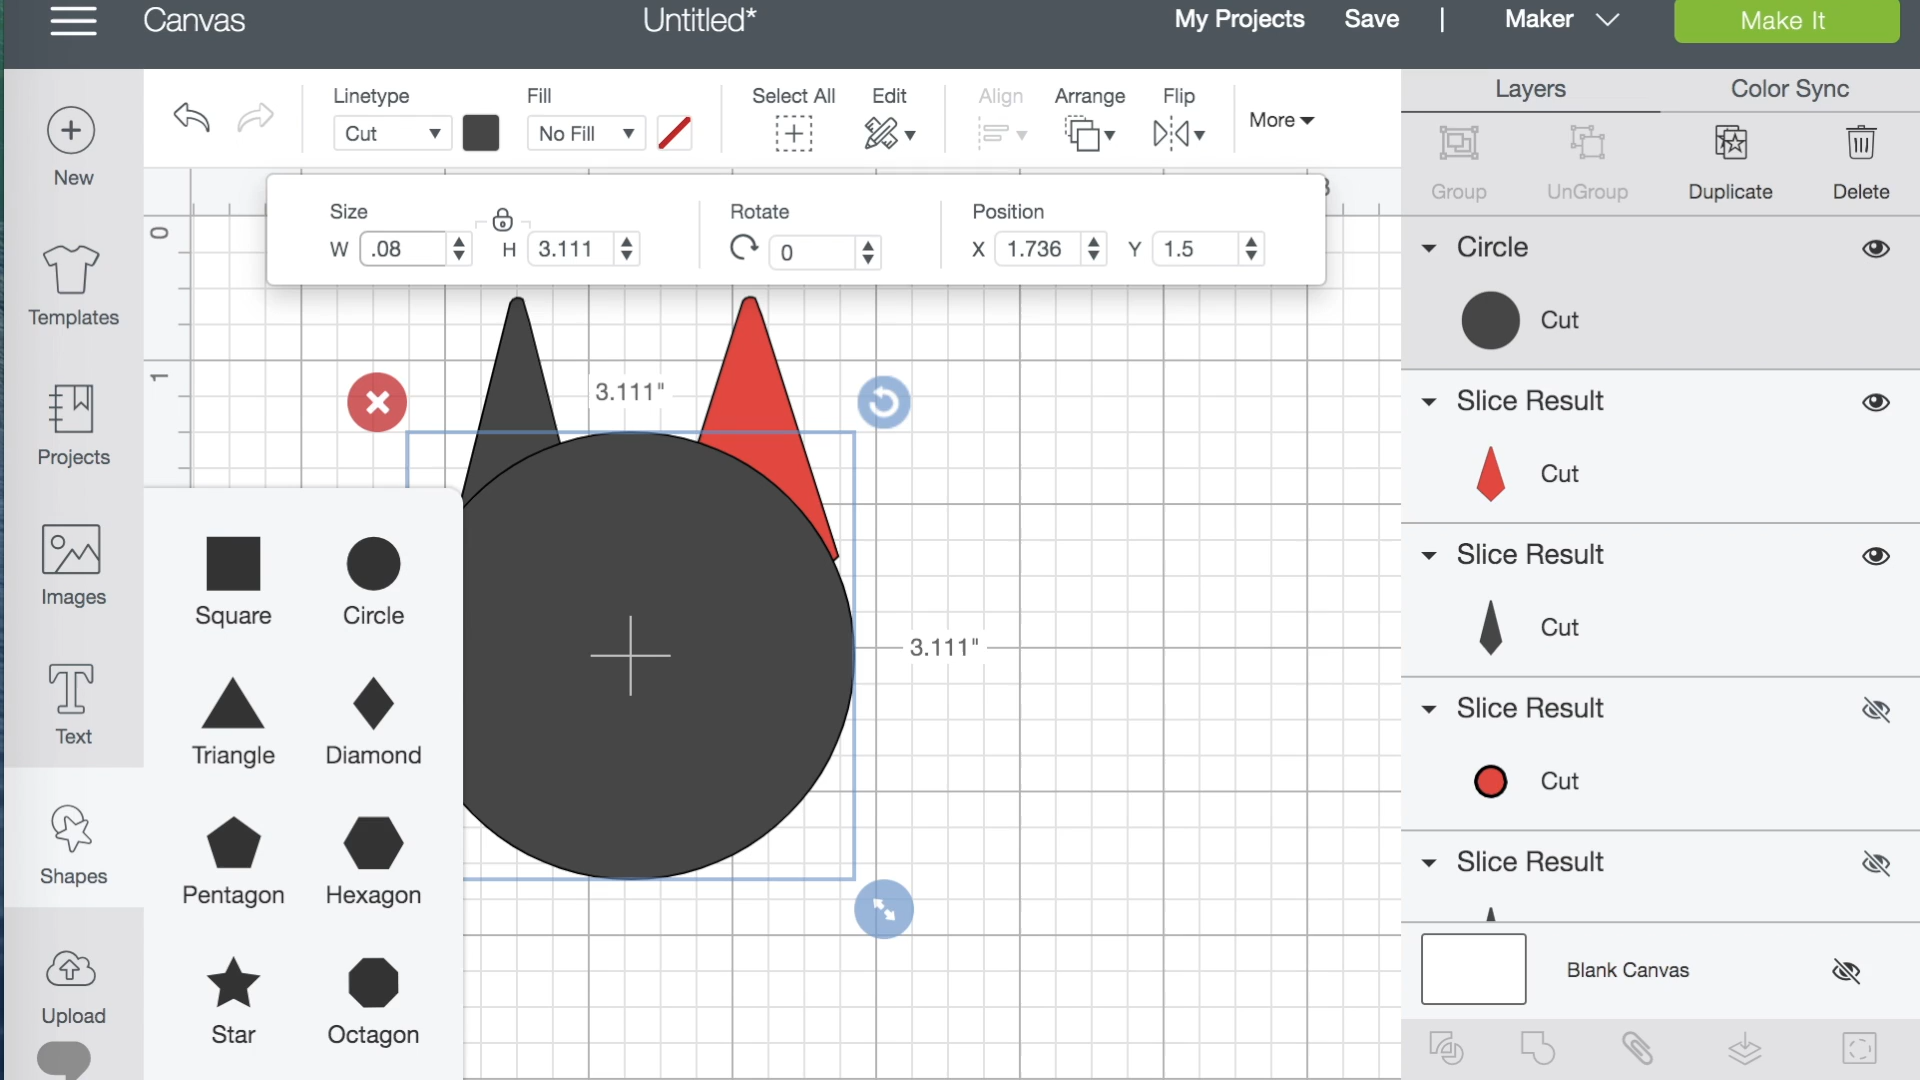 Canvas
Untitled*
My Projects
Save
|
Maker
Make It
New
Templates
Projects
Images
Text
Shapes
Upload
Linetype
Cut
Fill
No Fill
Select All
Edit
Align
Arrange
Flip
More
Size
W .08
H 3.111
Rotate
0
Position
X 1.736
Y 1.5
0
1
3.111"
3.111"
Square
Circle
Triangle
Diamond
Pentagon
Hexagon
Star
Octagon
Layers
Color Sync
Group
UnGroup
Duplicate
Delete
Circle
Cut
Slice Result
Cut
Slice Result
Cut
Slice Result
Cut
Slice Result
Blank Canvas